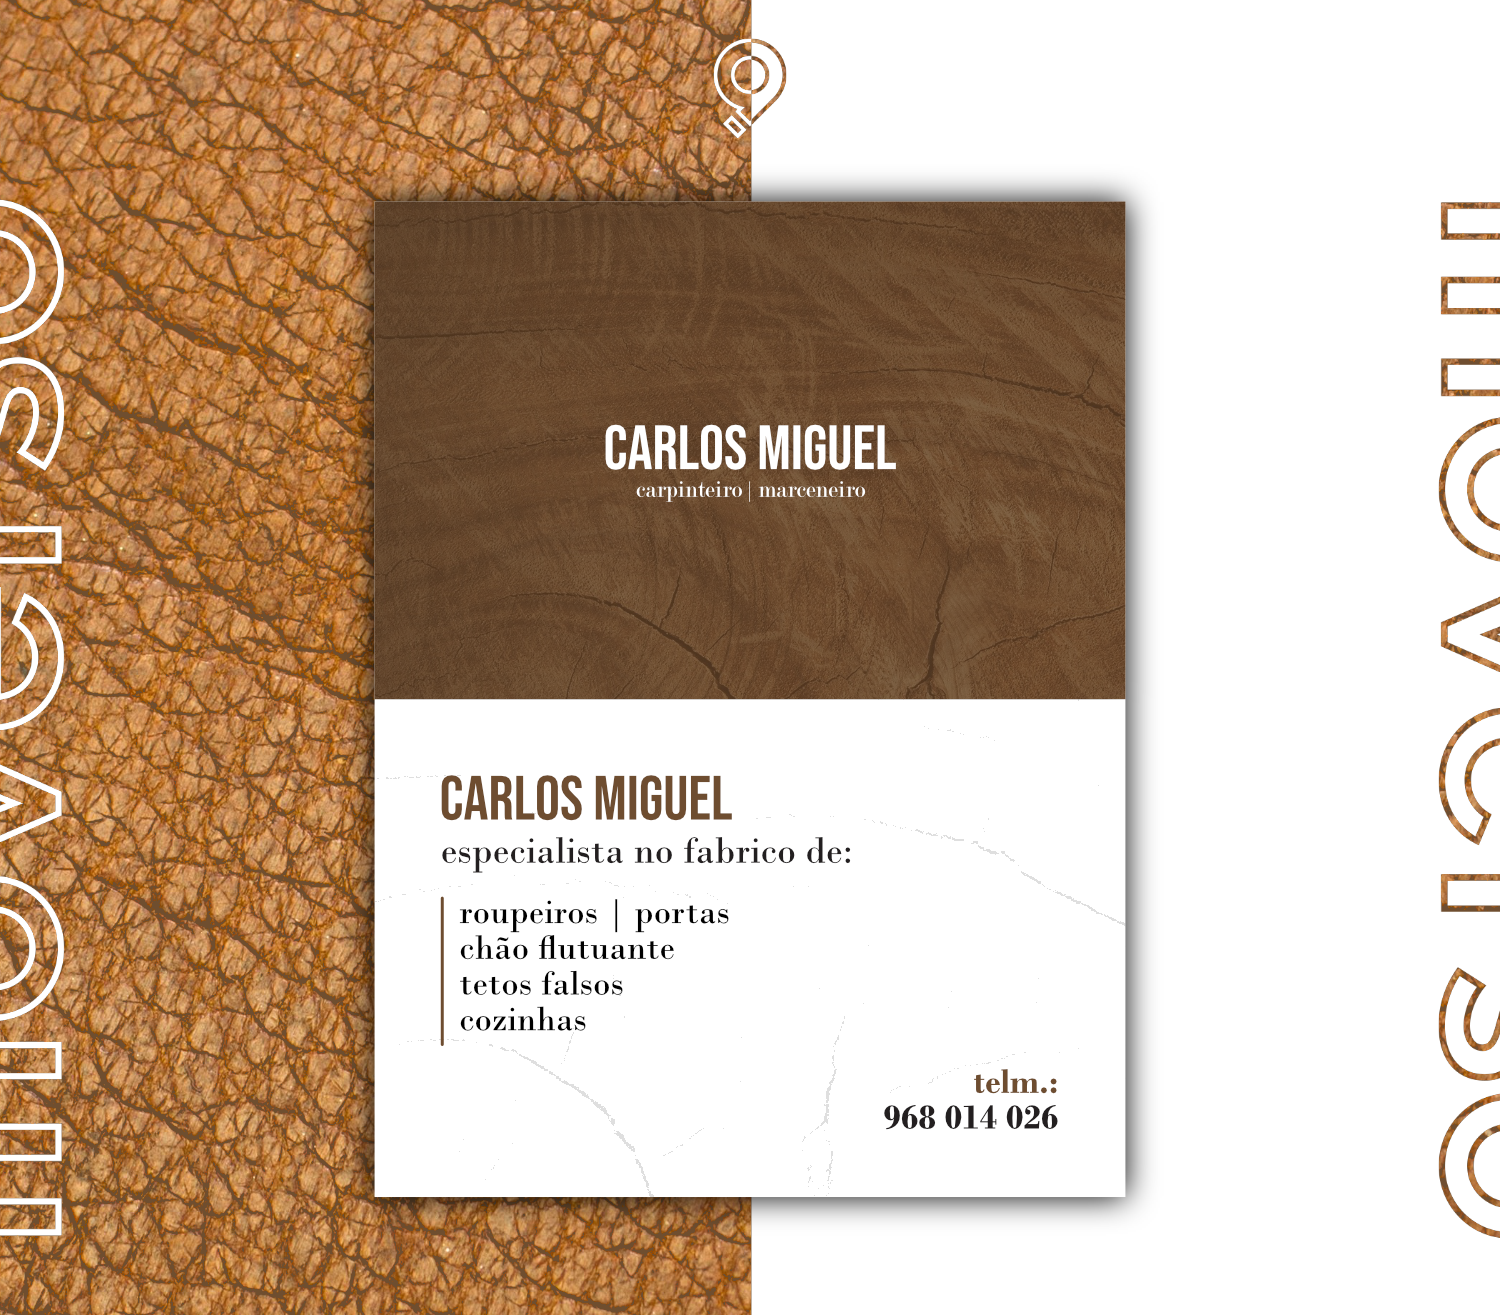 CARLOS MIGUEL
carpinteiro | marceneiro
CARLOS MIGUEL
especialista no fabrico de:
roupeiros | portas
chão flutuante
tetos falsos
cozinhas
telm.:
968 014 026